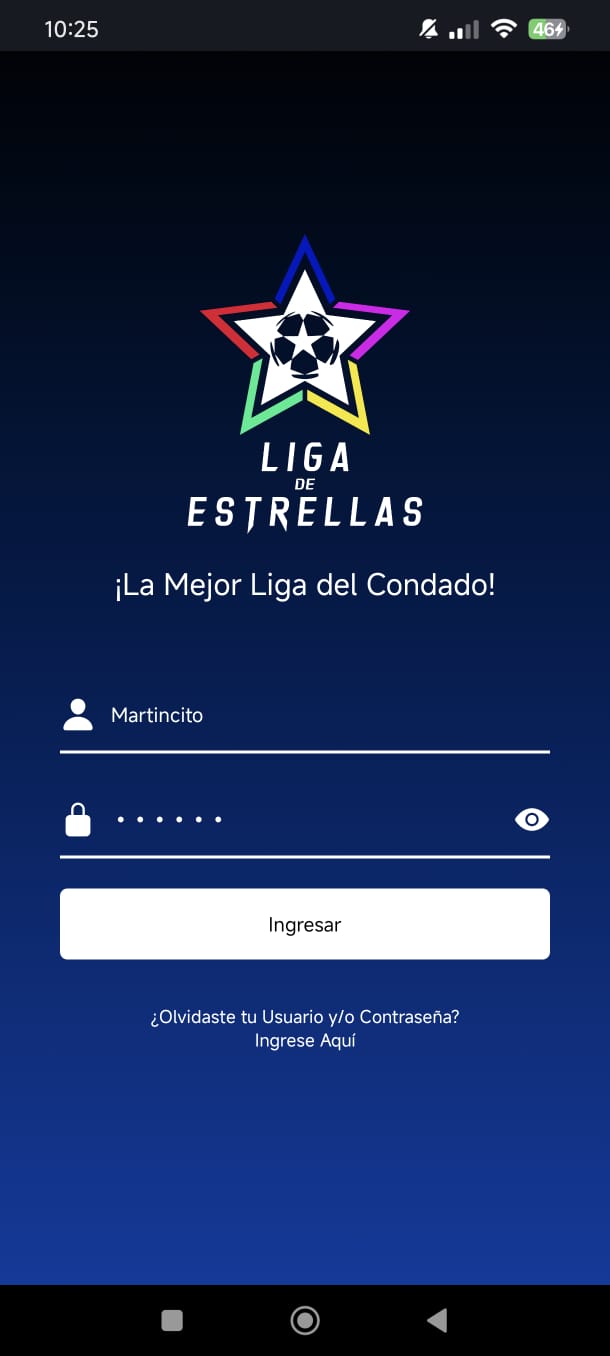 10:25
46
LIGA
DE
ESTRELLAS
¡La Mejor Liga del Condado!
Martincito
Ingresar
¿Olvidaste tu Usuario y/o Contraseña?
Ingrese Aquí